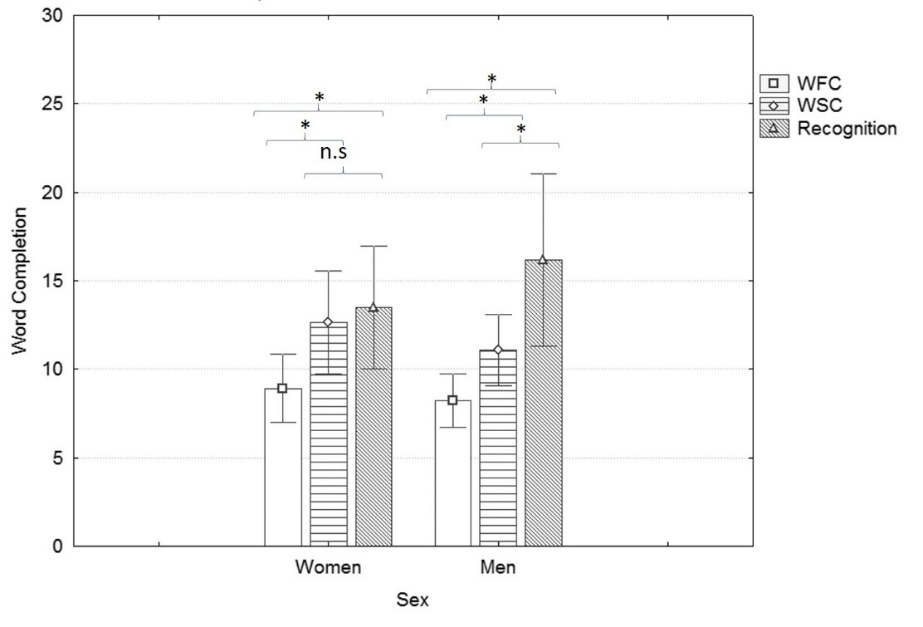 30
25
20
15
10
5
0
Word Completion
*
*
n.s
*
*
*
WFC
WSC
Recognition
Women
Men
Sex